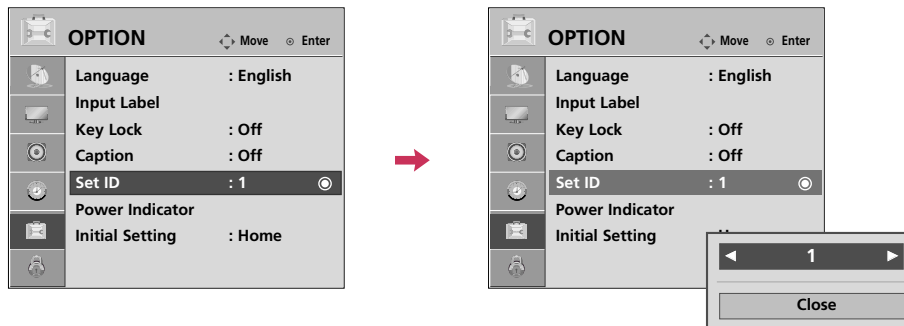 OPTION Move Enter
Language : English
Input Label
Key Lock : Off
Caption : Off
Set ID : 1
Power Indicator
Initial Setting : Home
OPTION Move Enter
Language : English
Input Label
Key Lock : Off
Caption : Off
Set ID : 1
Power Indicator
Initial Setting
1
Close